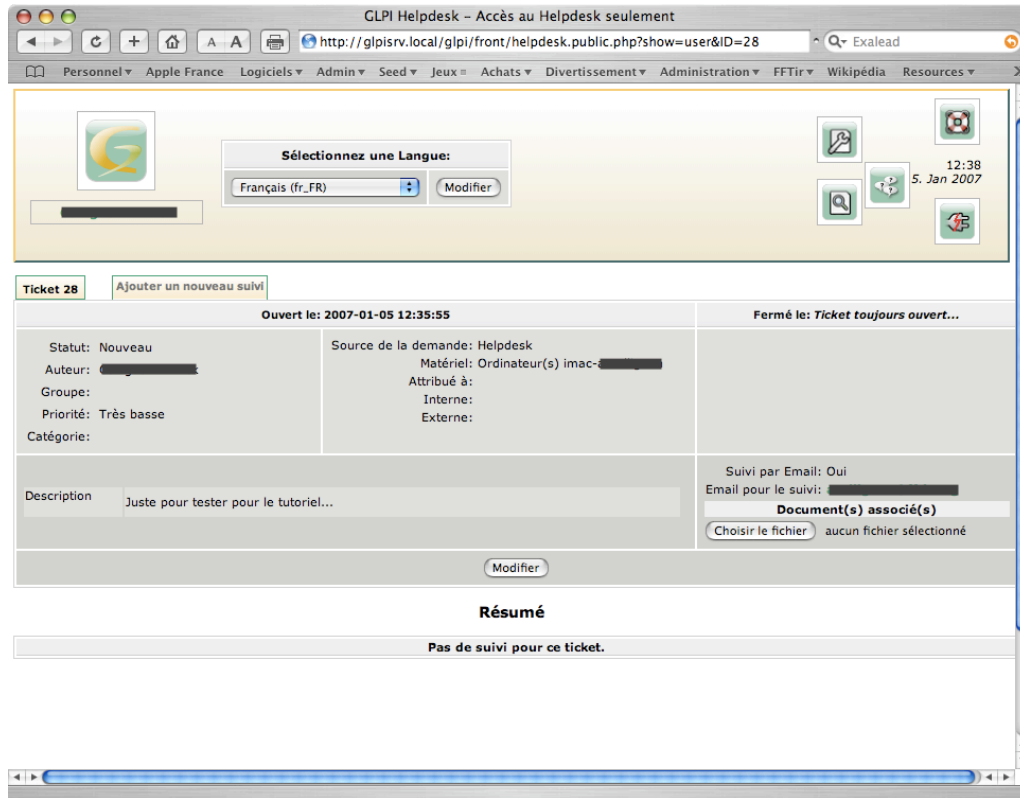 GLPI Helpdesk – Accès au Helpdesk seulement
A A http://glpisrv.local/glpi/front/helpdesk.public.php?show=user&ID=28 Exalead
Personnel Apple France Logiciels Admin Seed Jeux Achats Divertissement Administration FFTir Wikipédia Resources
Sélectionnez une Langue:
Français (fr_FR) Modifier
12:38
5. Jan 2007
Ticket 28 Ajouter un nouveau suivi
Ouvert le: 2007-01-05 12:35:55 Fermé le: Ticket toujours ouvert...
Statut: Nouveau
Auteur:
Groupe:
Priorité: Très basse
Catégorie:
Source de la demande: Helpdesk
Matériel: Ordinateur(s) imac-
Attribué à:
Interne:
Externe:
Description Juste pour tester pour le tutoriel...
Suivi par Email: Oui
Email pour le suivi:
Document(s) associé(s)
Choisir le fichier aucun fichier sélectionné
Modifier
Résumé
Pas de suivi pour ce ticket.